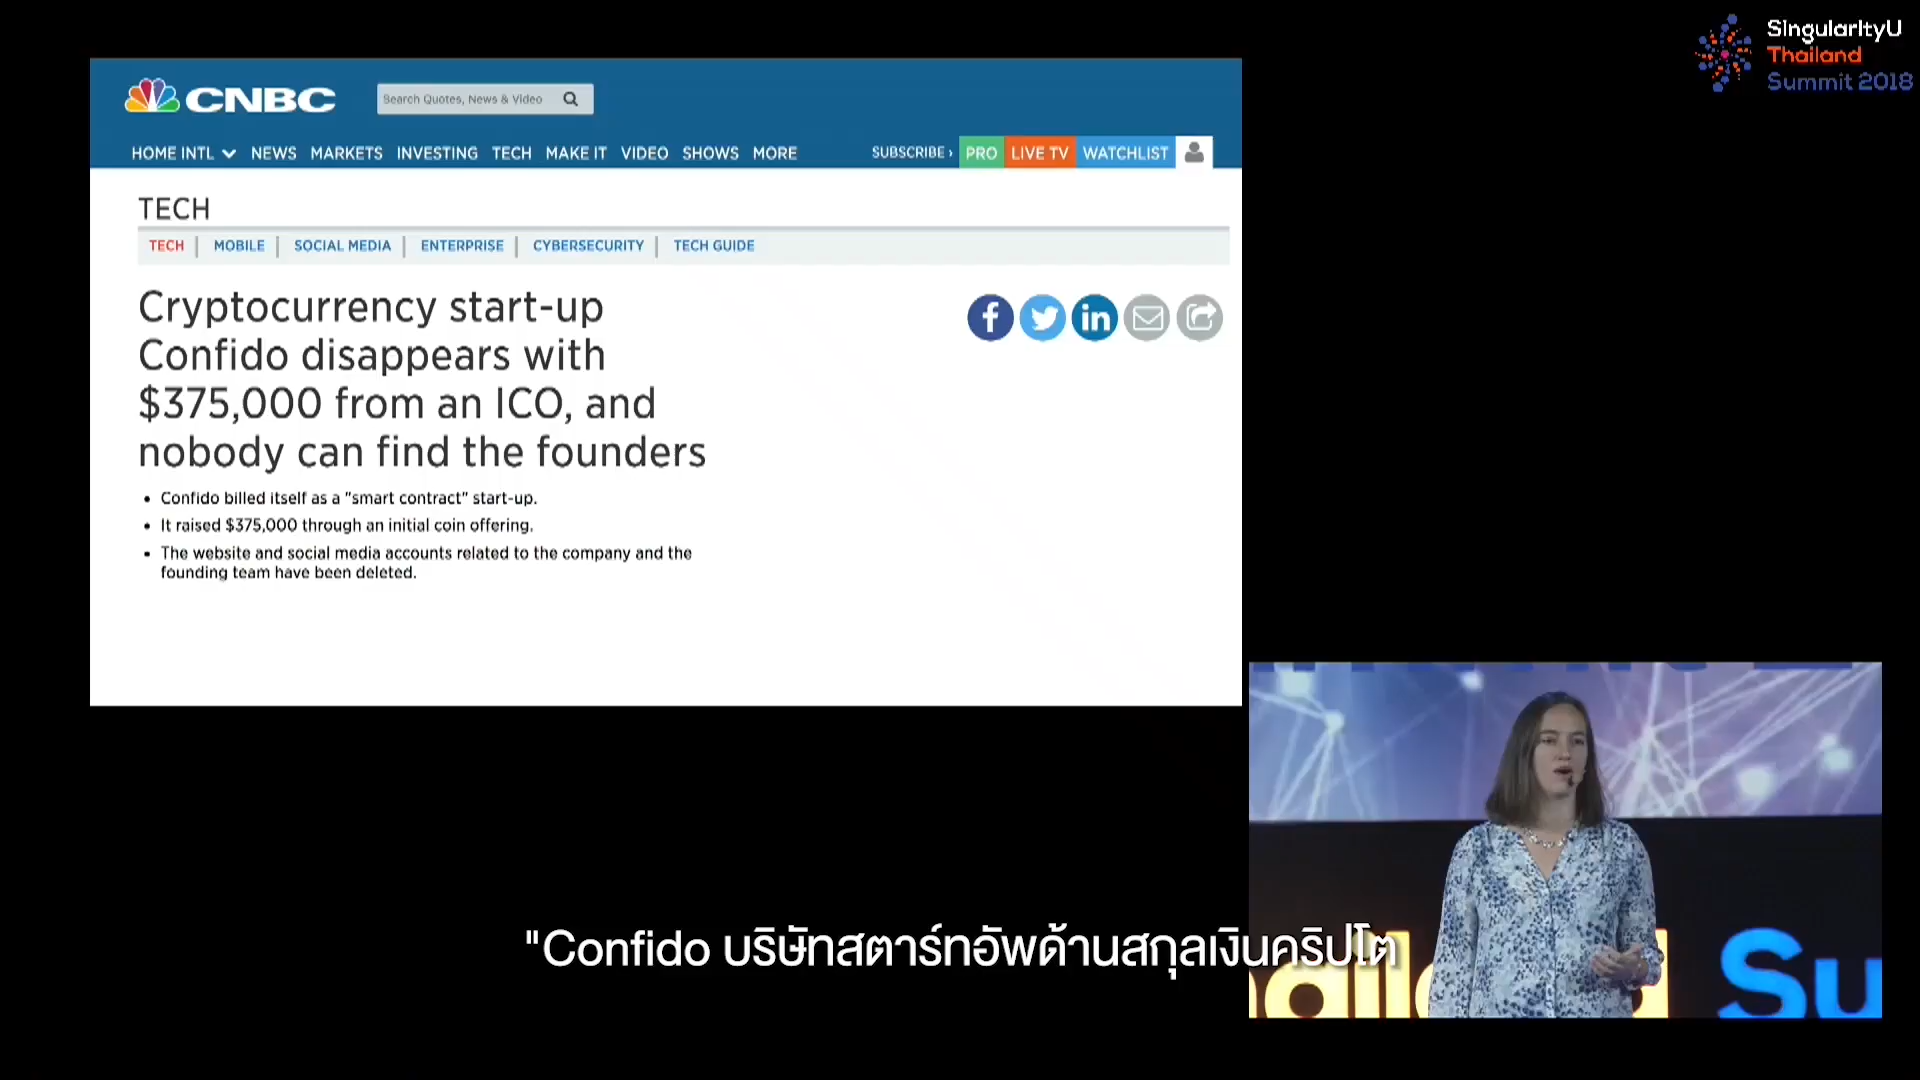 SingularityU
Thailand
Summit 2018
CNBC
Search Quotes, News & Video
HOME INTL NEWS MARKETS INVESTING TECH MAKE IT VIDEO SHOWS MORE SUBSCRIBE › PRO LIVE TV WATCHLIST
TECH
TECH | MOBILE | SOCIAL MEDIA | ENTERPRISE | CYBERSECURITY | TECH GUIDE
Cryptocurrency start-up
Confido disappears with
$375,000 from an ICO, and
nobody can find the founders
• Confido billed itself as a "smart contract" start-up.
• It raised $375,000 through an initial coin offering.
• The website and social media accounts related to the company and the
founding team have been deleted.
"Confido บริษัทสตาร์ทอัพด้านสกุลเงินคริปโต
Su